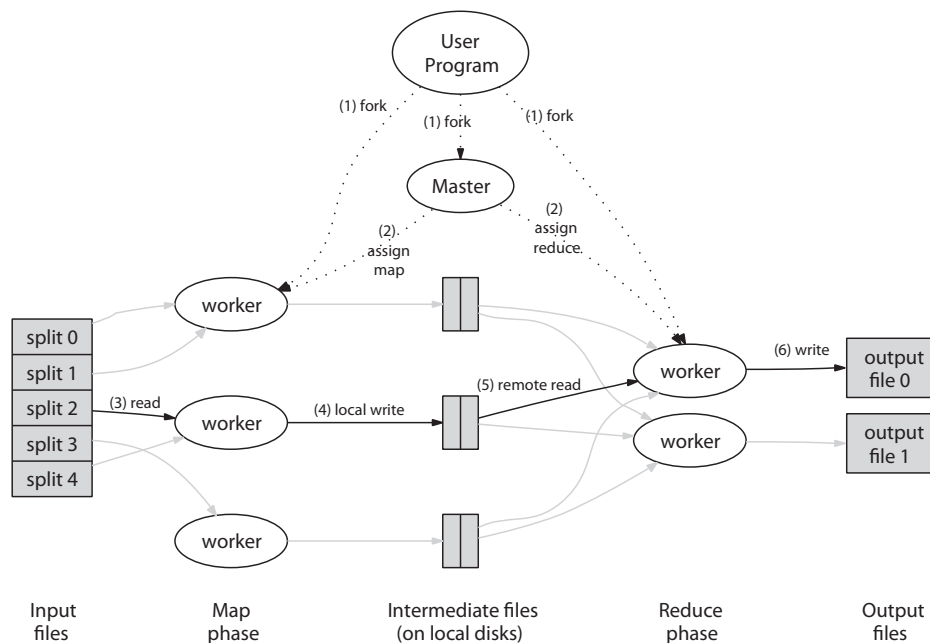 User
Program
(1) fork
(1) fork
(1) fork
Master
(2)
assign
map
(2)
assign
reduce
worker
split 0
split 1
split 2
split 3
split 4
(3) read
worker
(4) local write
(5) remote read
worker
(6) write
output
file 0
worker
output
file 1
worker
Input
files
Map
phase
Intermediate files
(on local disks)
Reduce
phase
Output
files